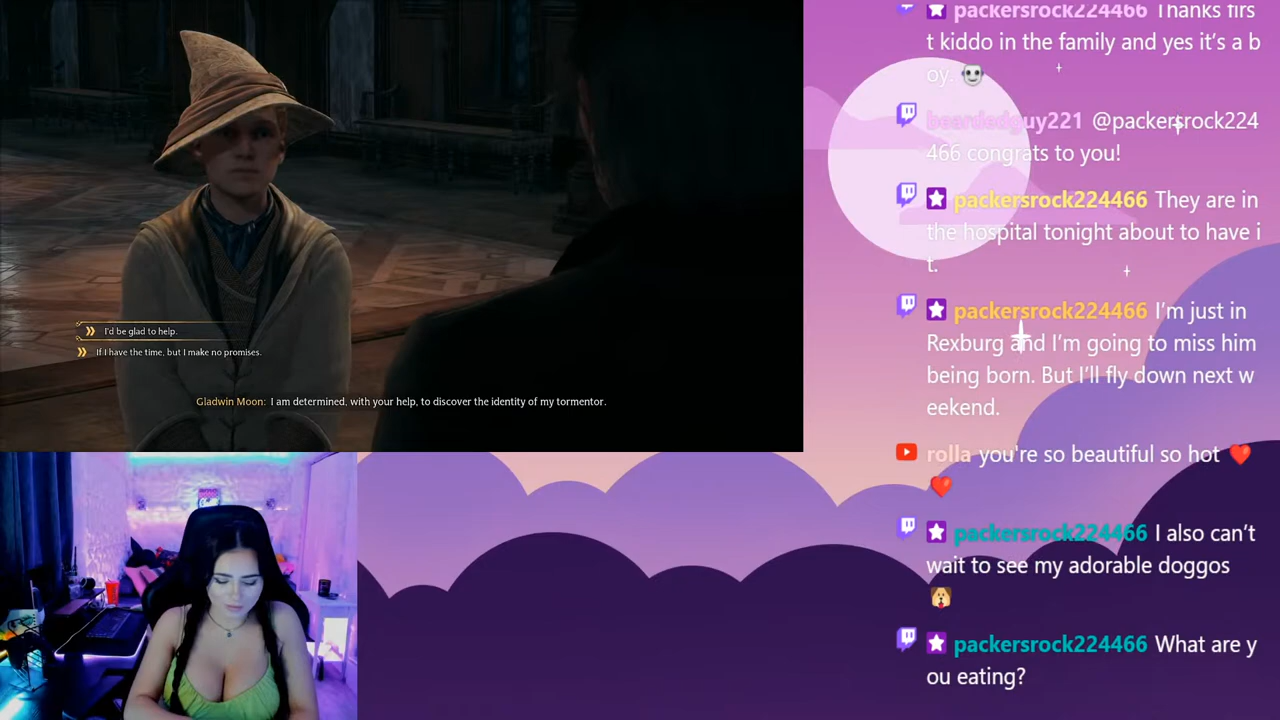 I'd be glad to help.
If I have the time, but I make no promises.
Gladwin Moon: I am determined, with your help, to discover the identity of my tormentor.
packersrock224466 Thanks firs
t kiddo in the family and yes it’s a b
oy.
beardedguy221 @packersrock224
466 congrats to you!
packersrock224466 They are in
the hospital tonight about to have i
t.
packersrock224466 I’m just in
Rexburg and I’m going to miss him
being born. But I’ll fly down next w
eekend.
rolla you're so beautiful so hot ❤️
❤️
packersrock224466 I also can’t
wait to see my adorable doggos
🐶
packersrock224466 What are y
ou eating?